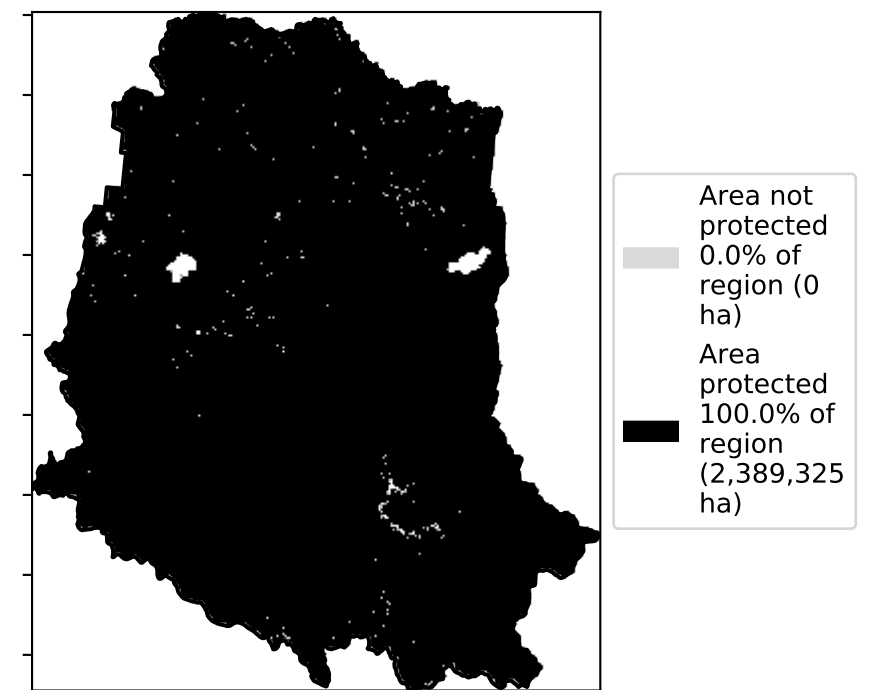 Area not
protected
0.0% of
region (0
ha)
Area
protected
100.0% of
region
(2,389,325
ha)